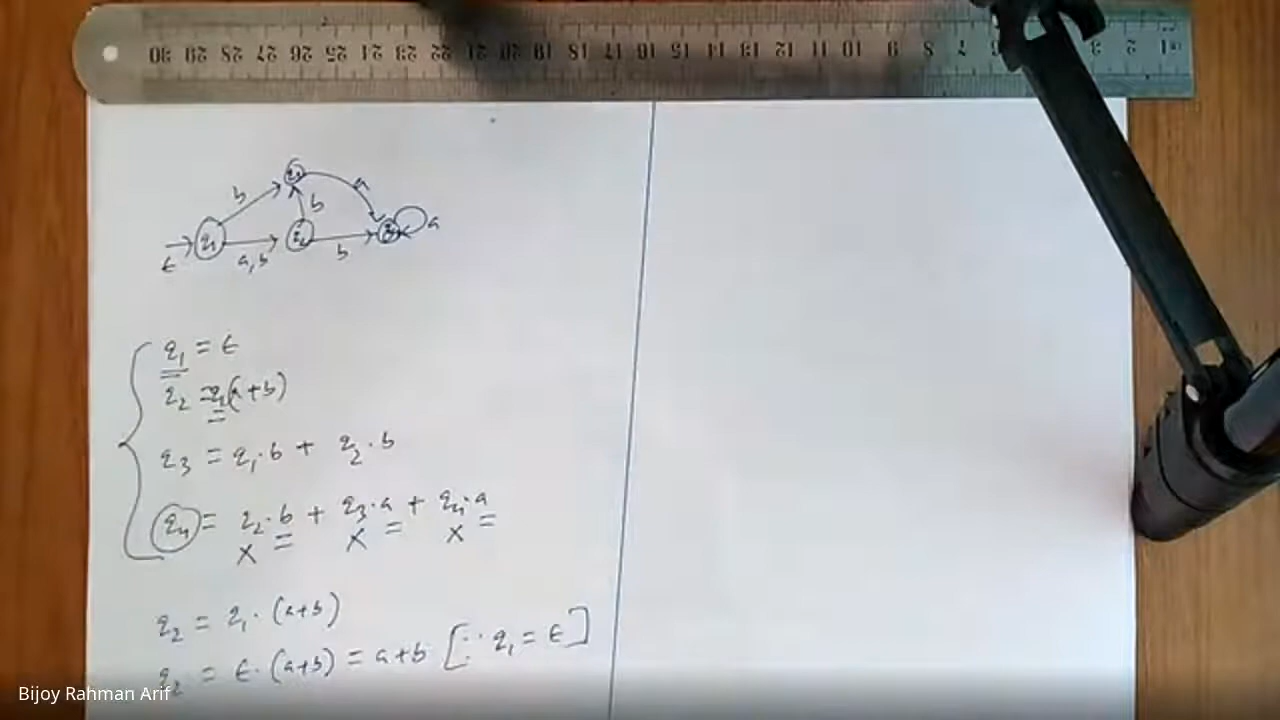 30 29 28 27 26 25 24 23 22 21 20 19 18 17 16 15 14 13 12 11 10 9 8 7 3 2 1
b
a
b
q₁
q₂
a
ε
a,b
b
q₁ = ε
q₂ = q₁(a+b)
q₃ = q₁·b + q₂·b
q₄ = q₂·b + q₃·a + q₄·a
x x x
q₂ = q₁·(a+b)
q₂ = ε·(a+b) = a+b [∵ q₁ = ε]
Bijoy Rahman Arif